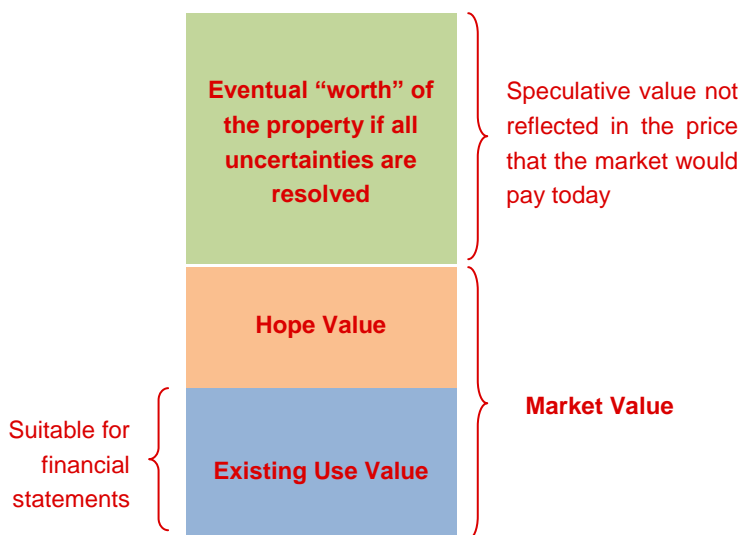 Eventual “worth” of
the property if all
uncertainties are
resolved
Speculative value not
reflected in the price
that the market would
pay today
Hope Value
Market Value
Suitable for
financial
statements
Existing Use Value